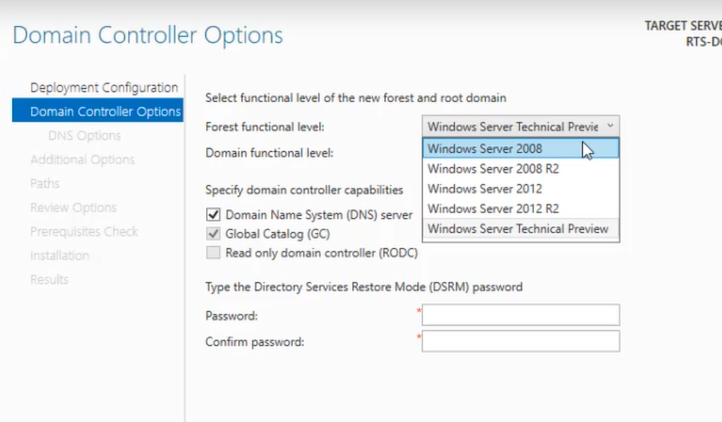 Domain Controller Options
TARGET SERVE
RTS-D
Deployment Configuration
Domain Controller Options
DNS Options
Additional Options
Paths
Review Options
Prerequisites Check
Installation
Results
Select functional level of the new forest and root domain
Forest functional level:
Windows Server Technical Previe
Domain functional level:
Windows Server 2008
Windows Server 2008 R2
Windows Server 2012
Windows Server 2012 R2
Windows Server Technical Preview
Specify domain controller capabilities
Domain Name System (DNS) server
Global Catalog (GC)
Read only domain controller (RODC)
Type the Directory Services Restore Mode (DSRM) password
Password: *
Confirm password: *